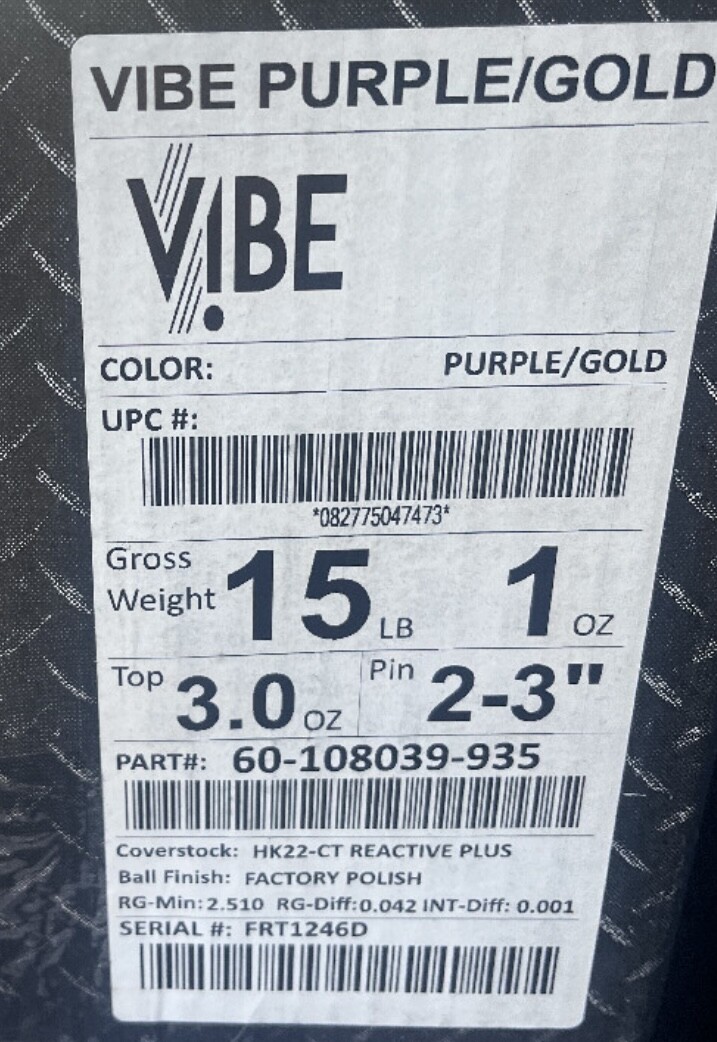 VIBE PURPLE/GOLD
VIBE
COLOR: PURPLE/GOLD
UPC #:
*082775047473*
Gross Weight 15 LB 1 OZ
Top 3.0 OZ Pin 2-3"
PART#: 60-108039-935
Coverstock: HK22-CT REACTIVE PLUS
Ball Finish: FACTORY POLISH
RG-Min: 2.510 RG-Diff: 0.042 INT-Diff: 0.001
SERIAL #: FRT1246D